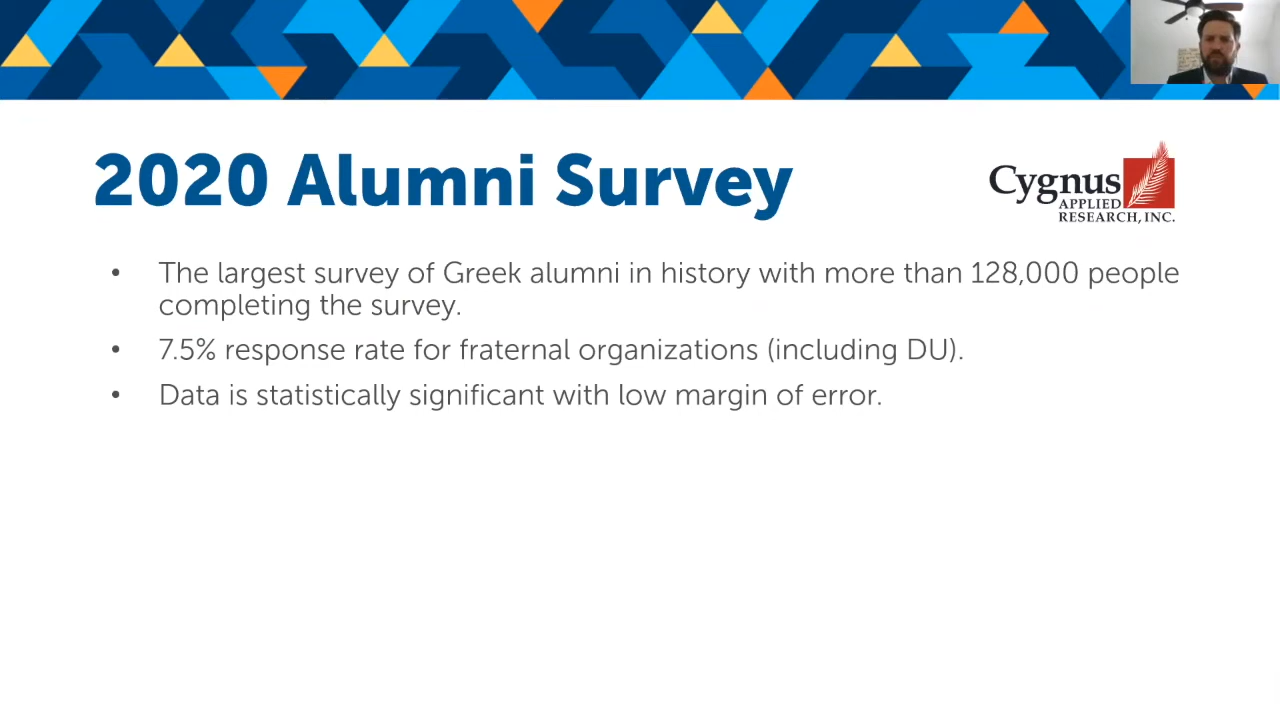 2020 Alumni Survey
Cygnus
APPLIED
RESEARCH, INC.
• The largest survey of Greek alumni in history with more than 128,000 people
completing the survey.
• 7.5% response rate for fraternal organizations (including DU).
• Data is statistically significant with low margin of error.